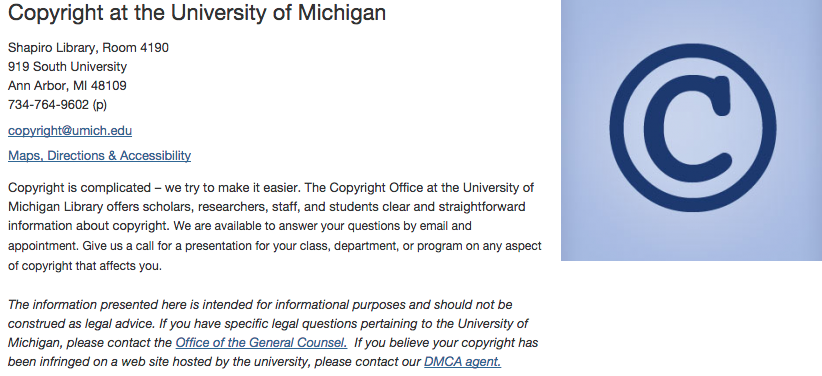 Copyright at the University of Michigan
Shapiro Library, Room 4190
919 South University
Ann Arbor, MI 48109
734-764-9602 (p)
copyright@umich.edu
Maps, Directions & Accessibility
Copyright is complicated – we try to make it easier. The Copyright Office at the University of
Michigan Library offers scholars, researchers, staff, and students clear and straightforward
information about copyright. We are available to answer your questions by email and
appointment. Give us a call for a presentation for your class, department, or program on any aspect
of copyright that affects you.
The information presented here is intended for informational purposes and should not be
construed as legal advice. If you have specific legal questions pertaining to the University of
Michigan, please contact the Office of the General Counsel.  If you believe your copyright has
been infringed on a web site hosted by the university, please contact our DMCA agent.
©